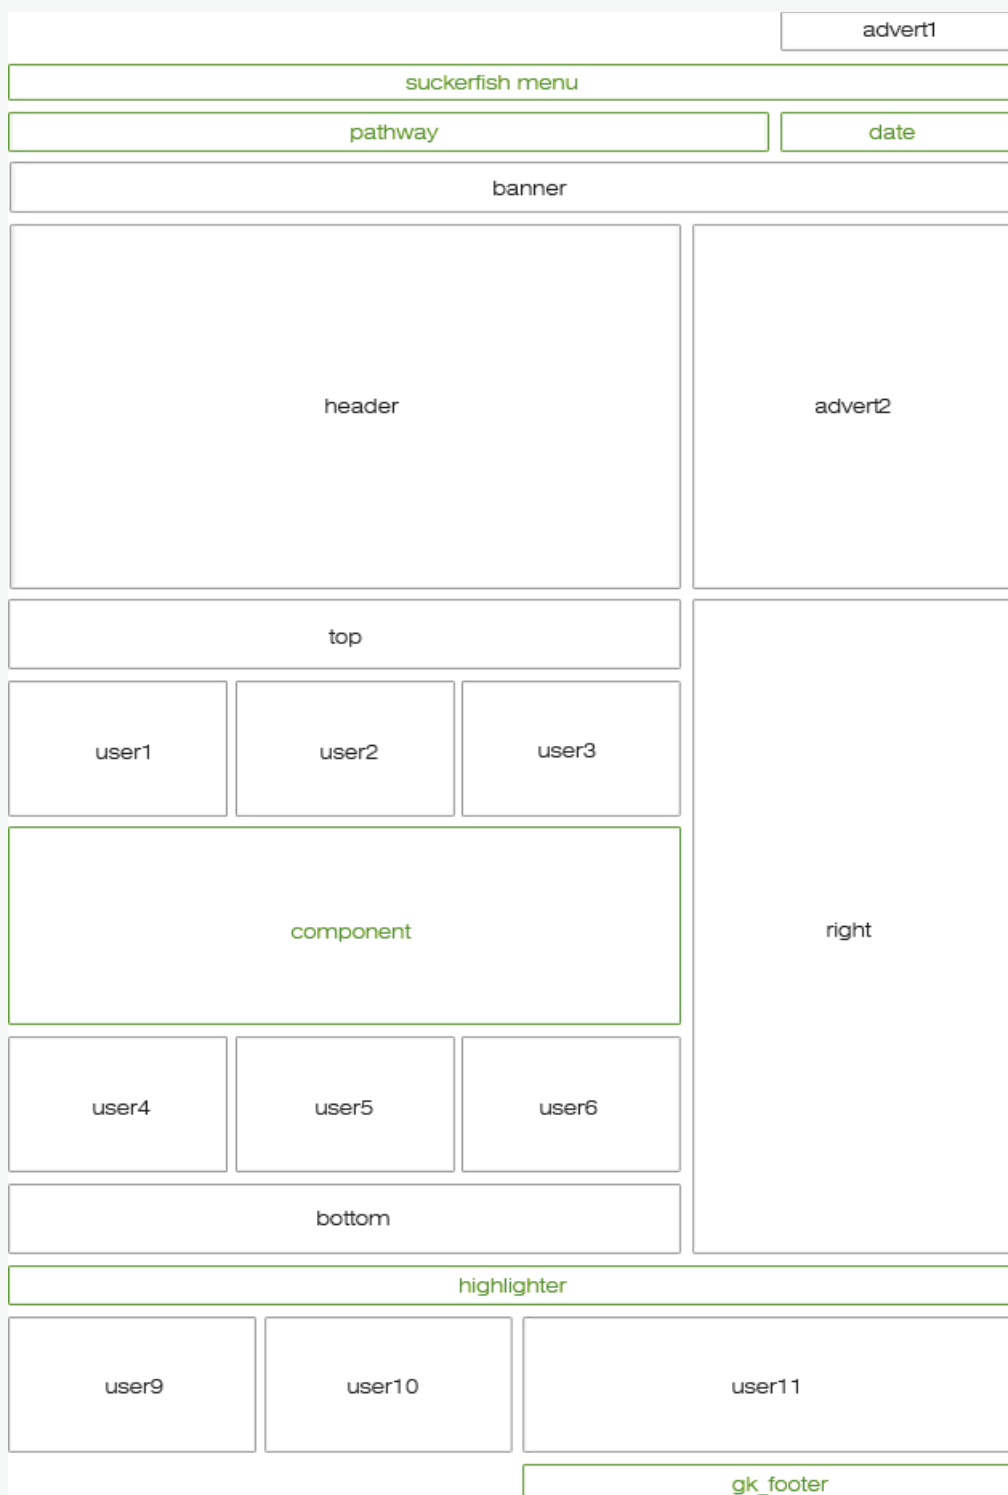 advert1
suckerfish menu
pathway
date
banner
header
advert2
top
user1
user2
user3
component
right
user4
user5
user6
bottom
highlighter
user9
user10
user11
gk_footer